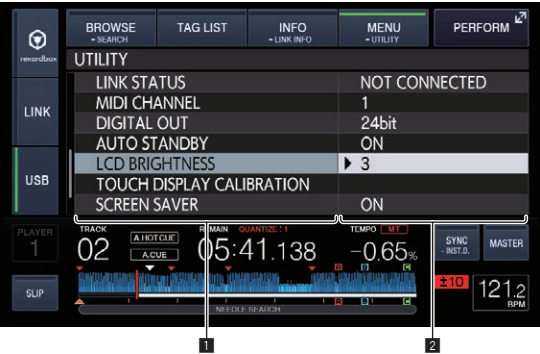 BROWSE
- SEARCH
TAG LIST
INFO
- LINK INFO
MENU
- UTILITY
PERFORM
rekordbox
UTILITY
LINK STATUS NOT CONNECTED
MIDI CHANNEL 1
LINK
DIGITAL OUT 24bit
AUTO STANDBY ON
LCD BRIGHTNESS 3
USB
TOUCH DISPLAY CALIBRATION
SCREEN SAVER ON
PLAYER
1
TRACK
02
A.HOT CUE
A.CUE
REMAIN
QUANTIZE : 1
05:41.138
TEMPO
MT
-0.65%
SYNC
- INST.D.
MASTER
SLIP
A B C
A B C
±10
121.2
BPM
NEEDLE SEARCH
1 2